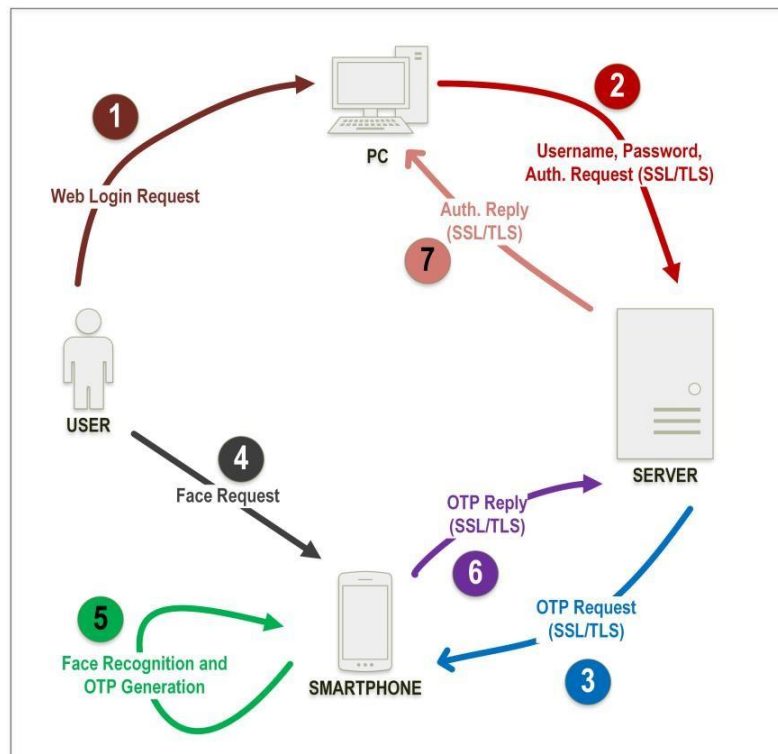 1
Web Login Request
PC
2
Username, Password,
Auth. Request (SSL/TLS)
Auth. Reply
(SSL/TLS)
7
USER
SERVER
4
Face Request
OTP Reply
(SSL/TLS)
6
5
Face Recognition and
OTP Generation
SMARTPHONE
OTP Request
(SSL/TLS)
3